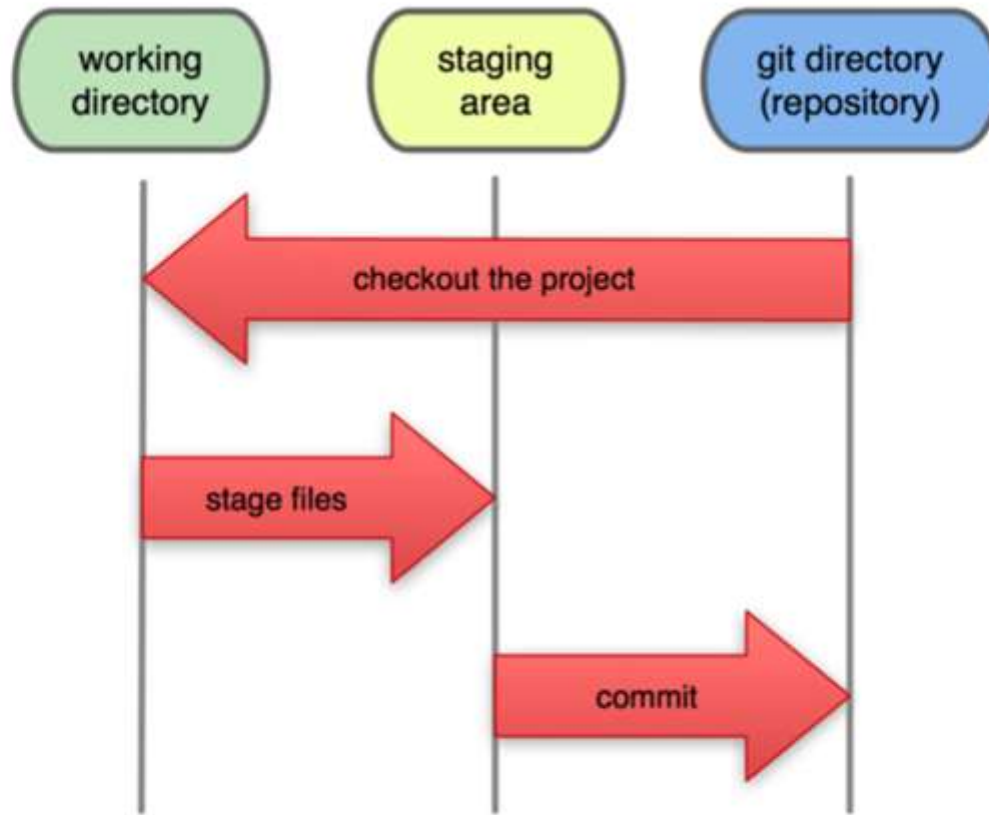 working
directory
staging
area
git directory
(repository)
checkout the project
stage files
commit